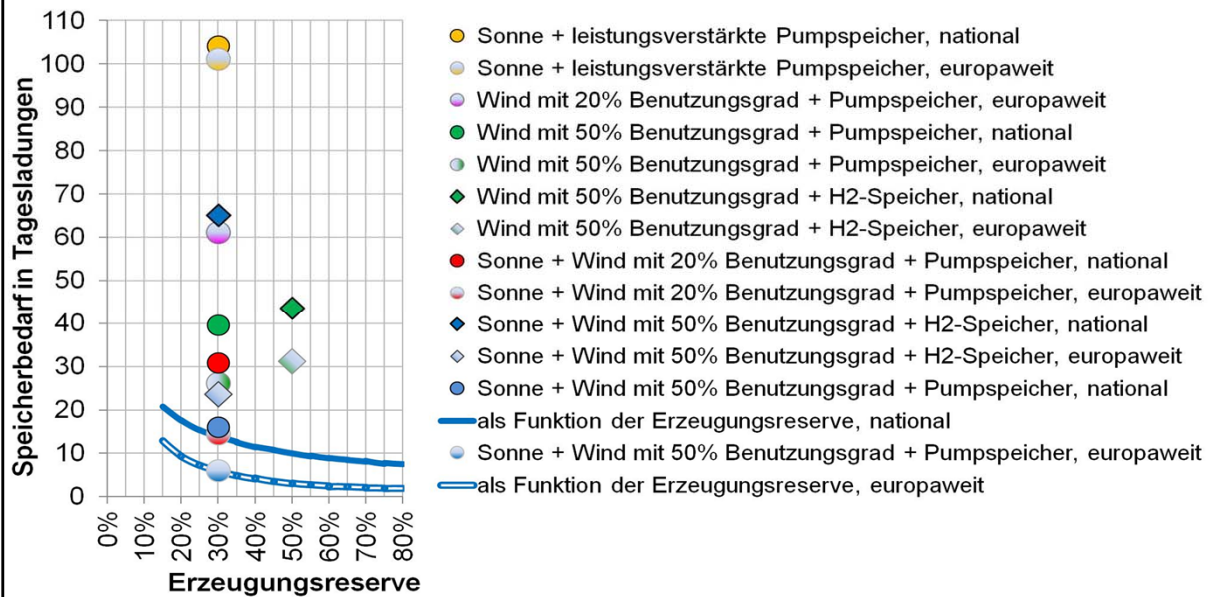 Speicherbedarf in Tagesladungen
110
100
90
80
70
60
50
40
30
20
10
0
0%
10%
20%
30%
40%
50%
60%
70%
80%
Erzeugungsreserve
Sonne + leistungsverstärkte Pumpspeicher, national
Sonne + leistungsverstärkte Pumpspeicher, europaweit
Wind mit 20% Benutzungsgrad + Pumpspeicher, europaweit
Wind mit 50% Benutzungsgrad + Pumpspeicher, national
Wind mit 50% Benutzungsgrad + Pumpspeicher, europaweit
Wind mit 50% Benutzungsgrad + H2-Speicher, national
Wind mit 50% Benutzungsgrad + H2-Speicher, europaweit
Sonne + Wind mit 20% Benutzungsgrad + Pumpspeicher, national
Sonne + Wind mit 20% Benutzungsgrad + Pumpspeicher, europaweit
Sonne + Wind mit 50% Benutzungsgrad + H2-Speicher, national
Sonne + Wind mit 50% Benutzungsgrad + H2-Speicher, europaweit
Sonne + Wind mit 50% Benutzungsgrad + Pumpspeicher, national
als Funktion der Erzeugungsreserve, national
Sonne + Wind mit 50% Benutzungsgrad + Pumpspeicher, europaweit
als Funktion der Erzeugungsreserve, europaweit